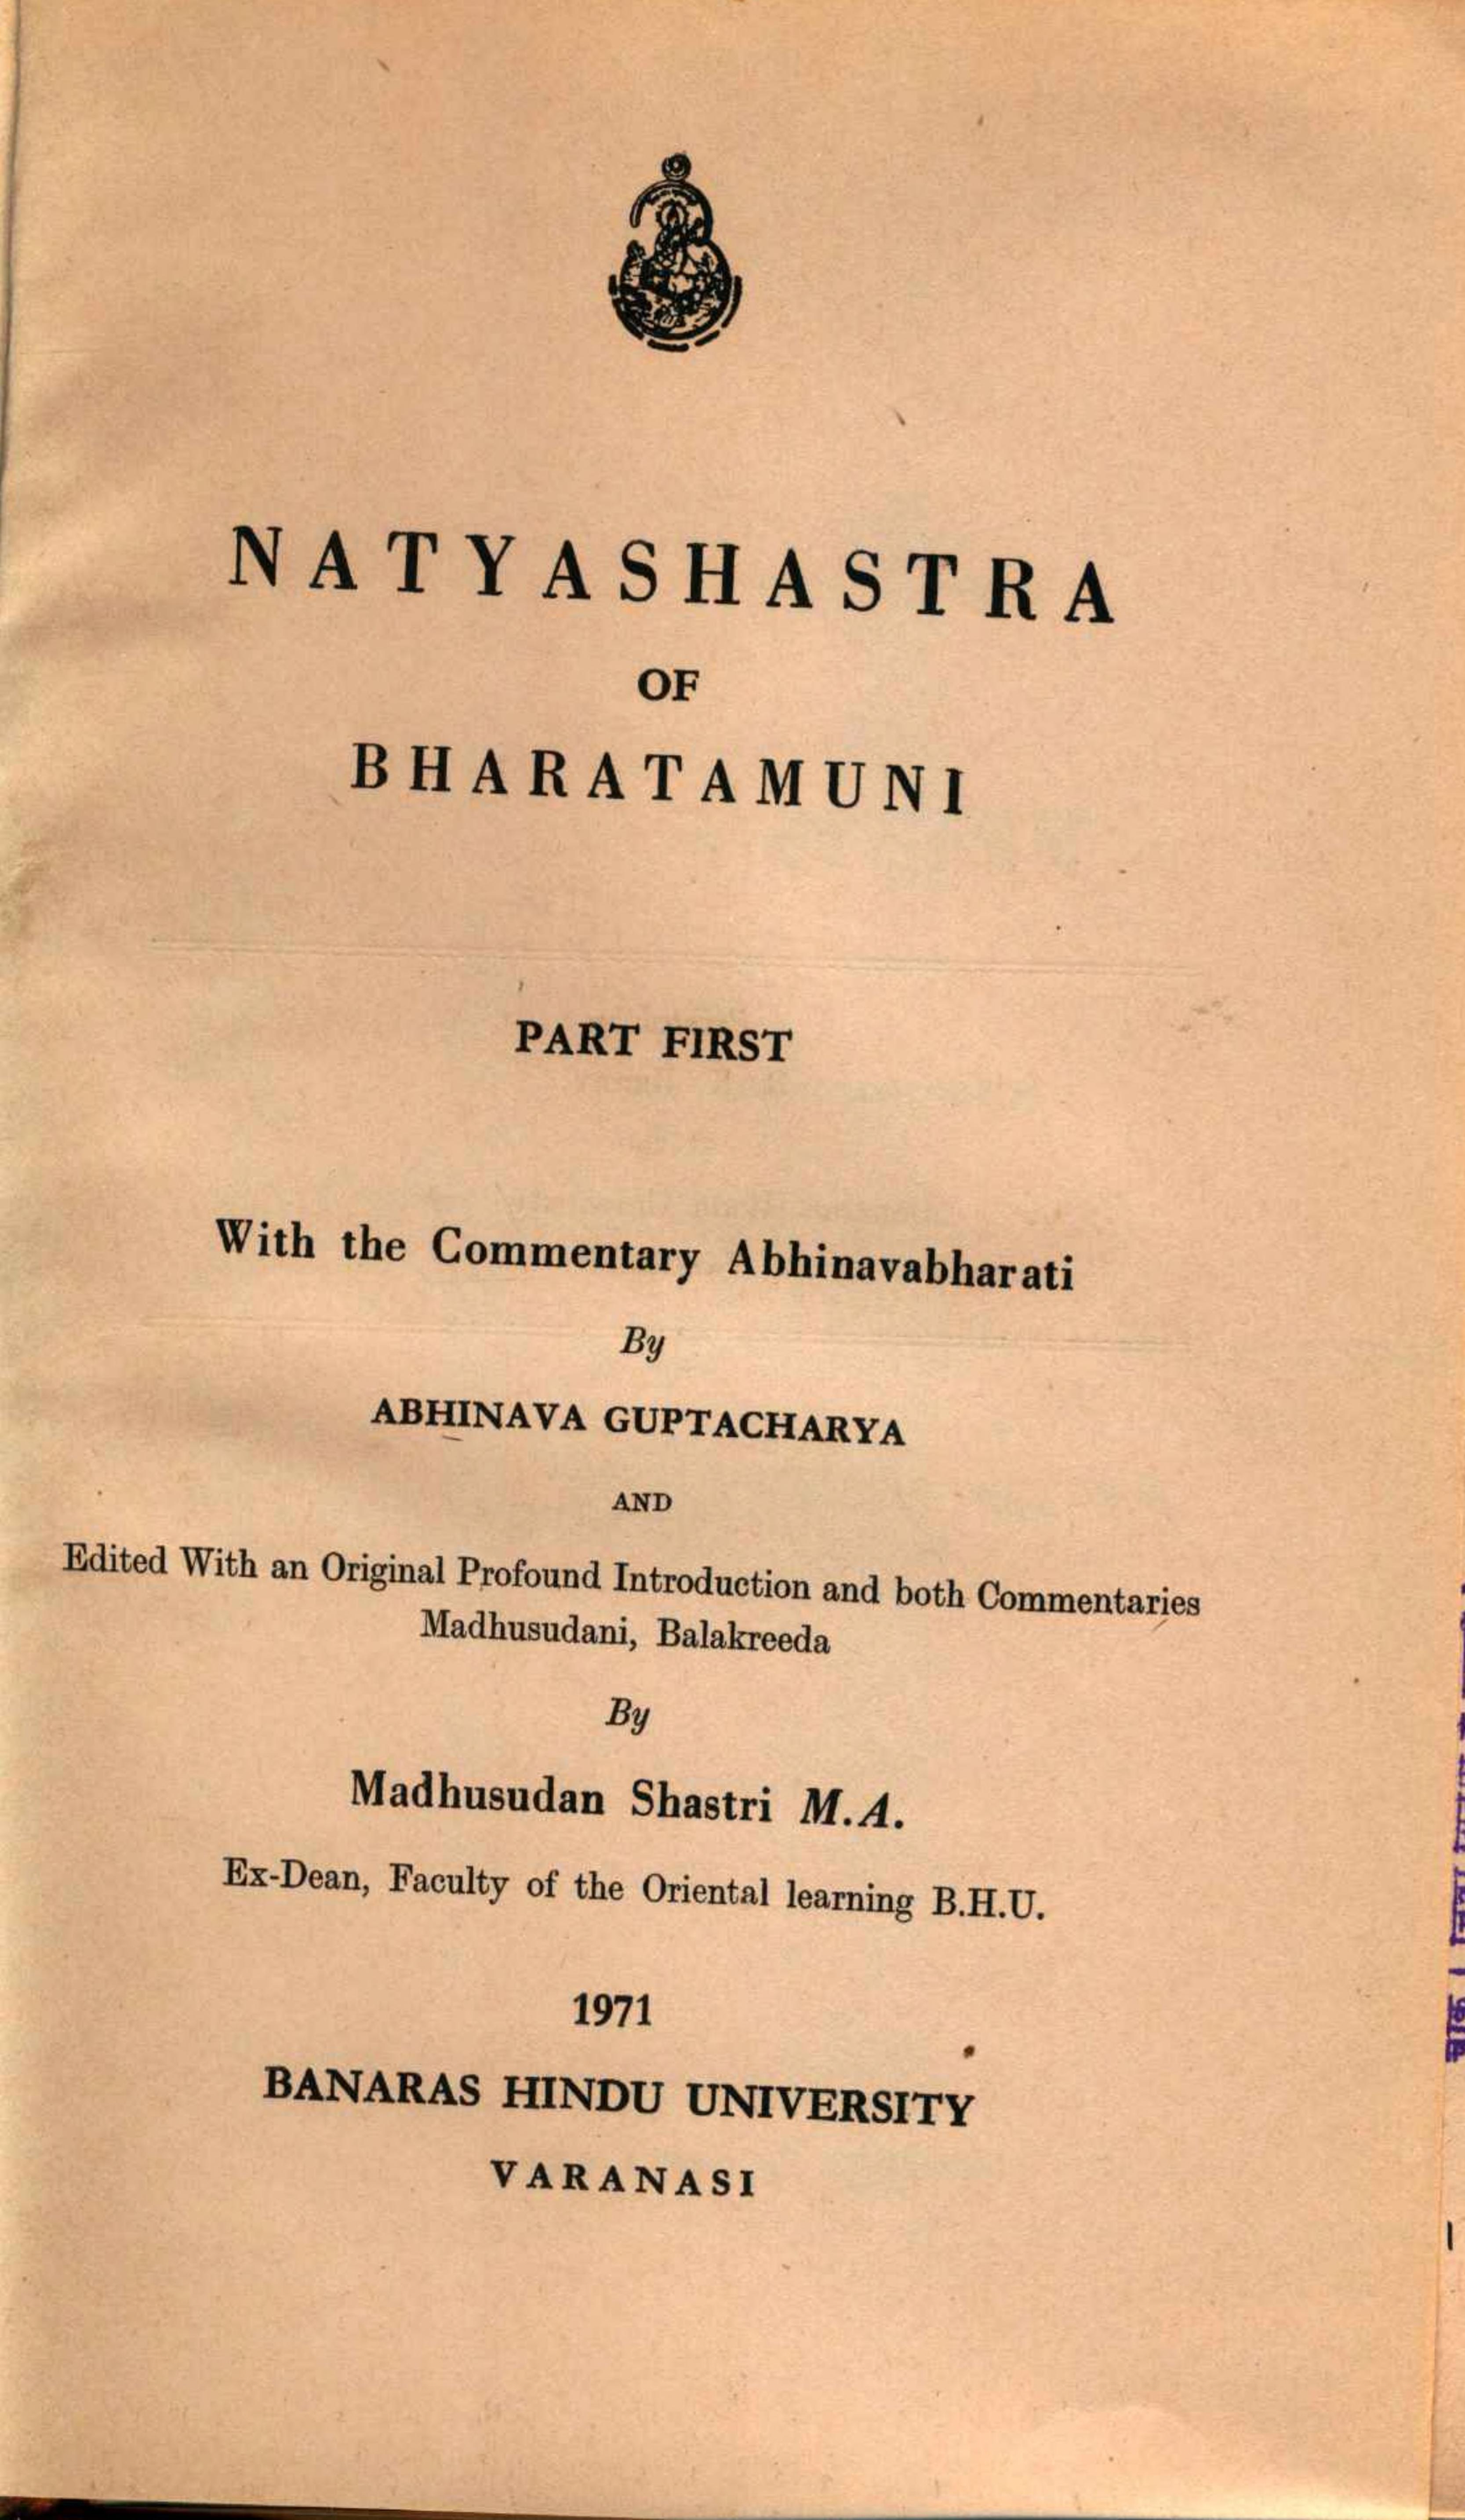 NATYASHASTRA
OF
BHARATAMUNI
PART FIRST
With the Commentary Abhinavabharati
By
ABHINAVA GUPTACHARYA
AND
Edited With an Original Profound Introduction and both Commentaries
Madhusudani, Balakreeda
By
Madhusudan Shastri M.A.
Ex-Dean, Faculty of the Oriental learning B.H.U.
1971
BANARAS HINDU UNIVERSITY
VARANASI